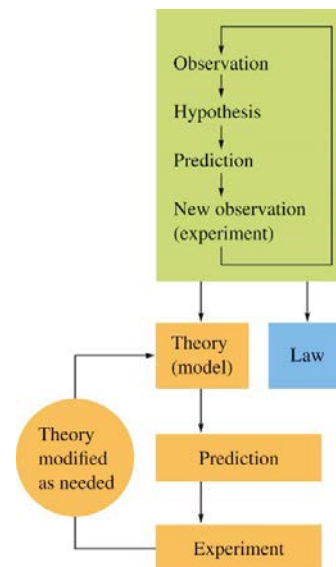 Observation
Hypothesis
Prediction
New observation
(experiment)
Theory
(model)
Law
Theory
modified
as needed
Prediction
Experiment